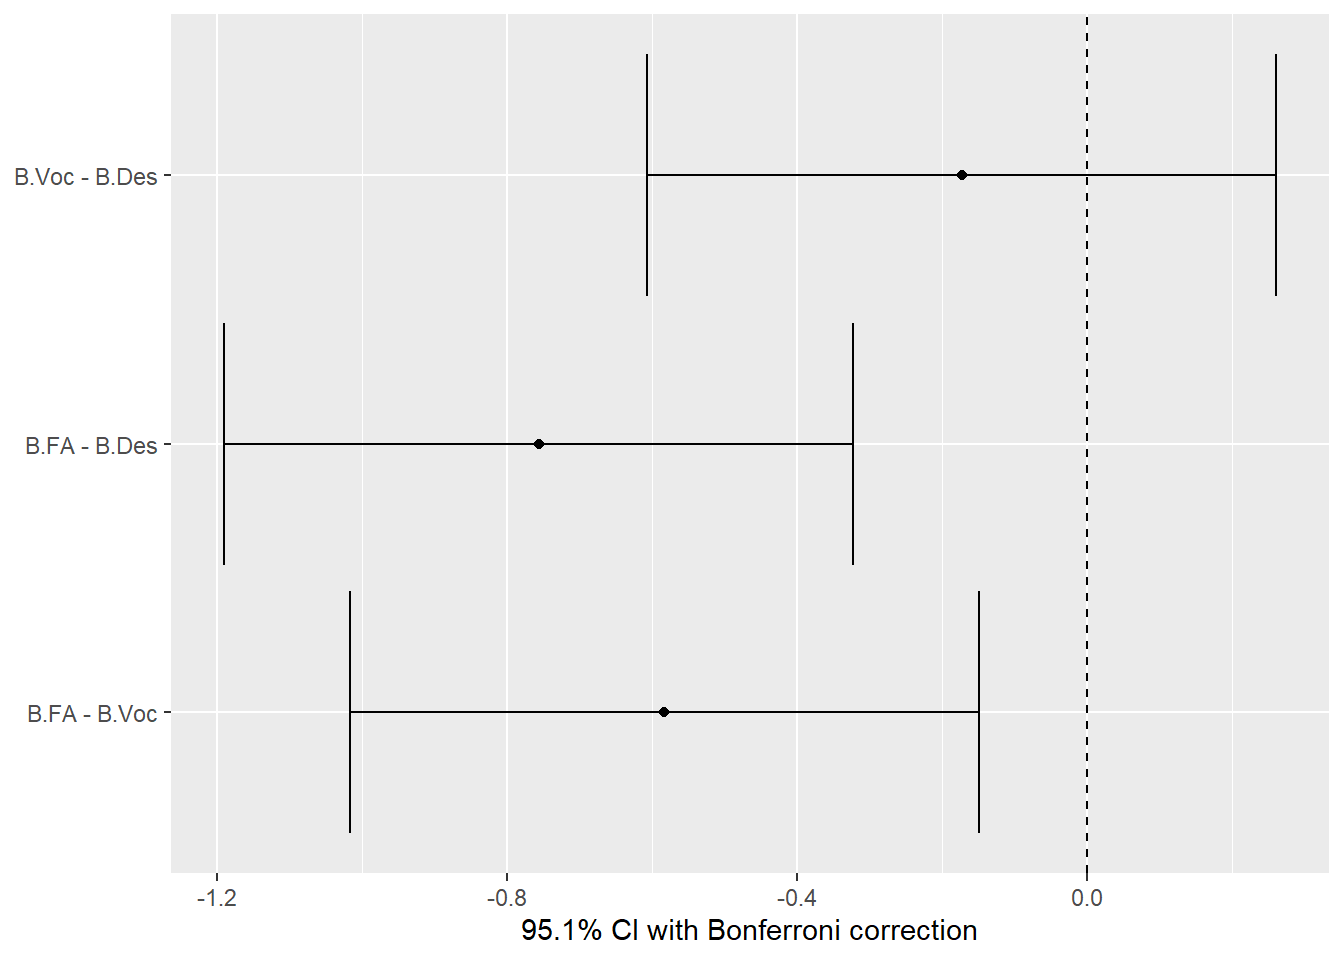 B.Voc - B.Des
B.FA - B.Des
B.FA - B.Voc
-1.2 -0.8 -0.4 0.0
95.1% CI with Bonferroni correction